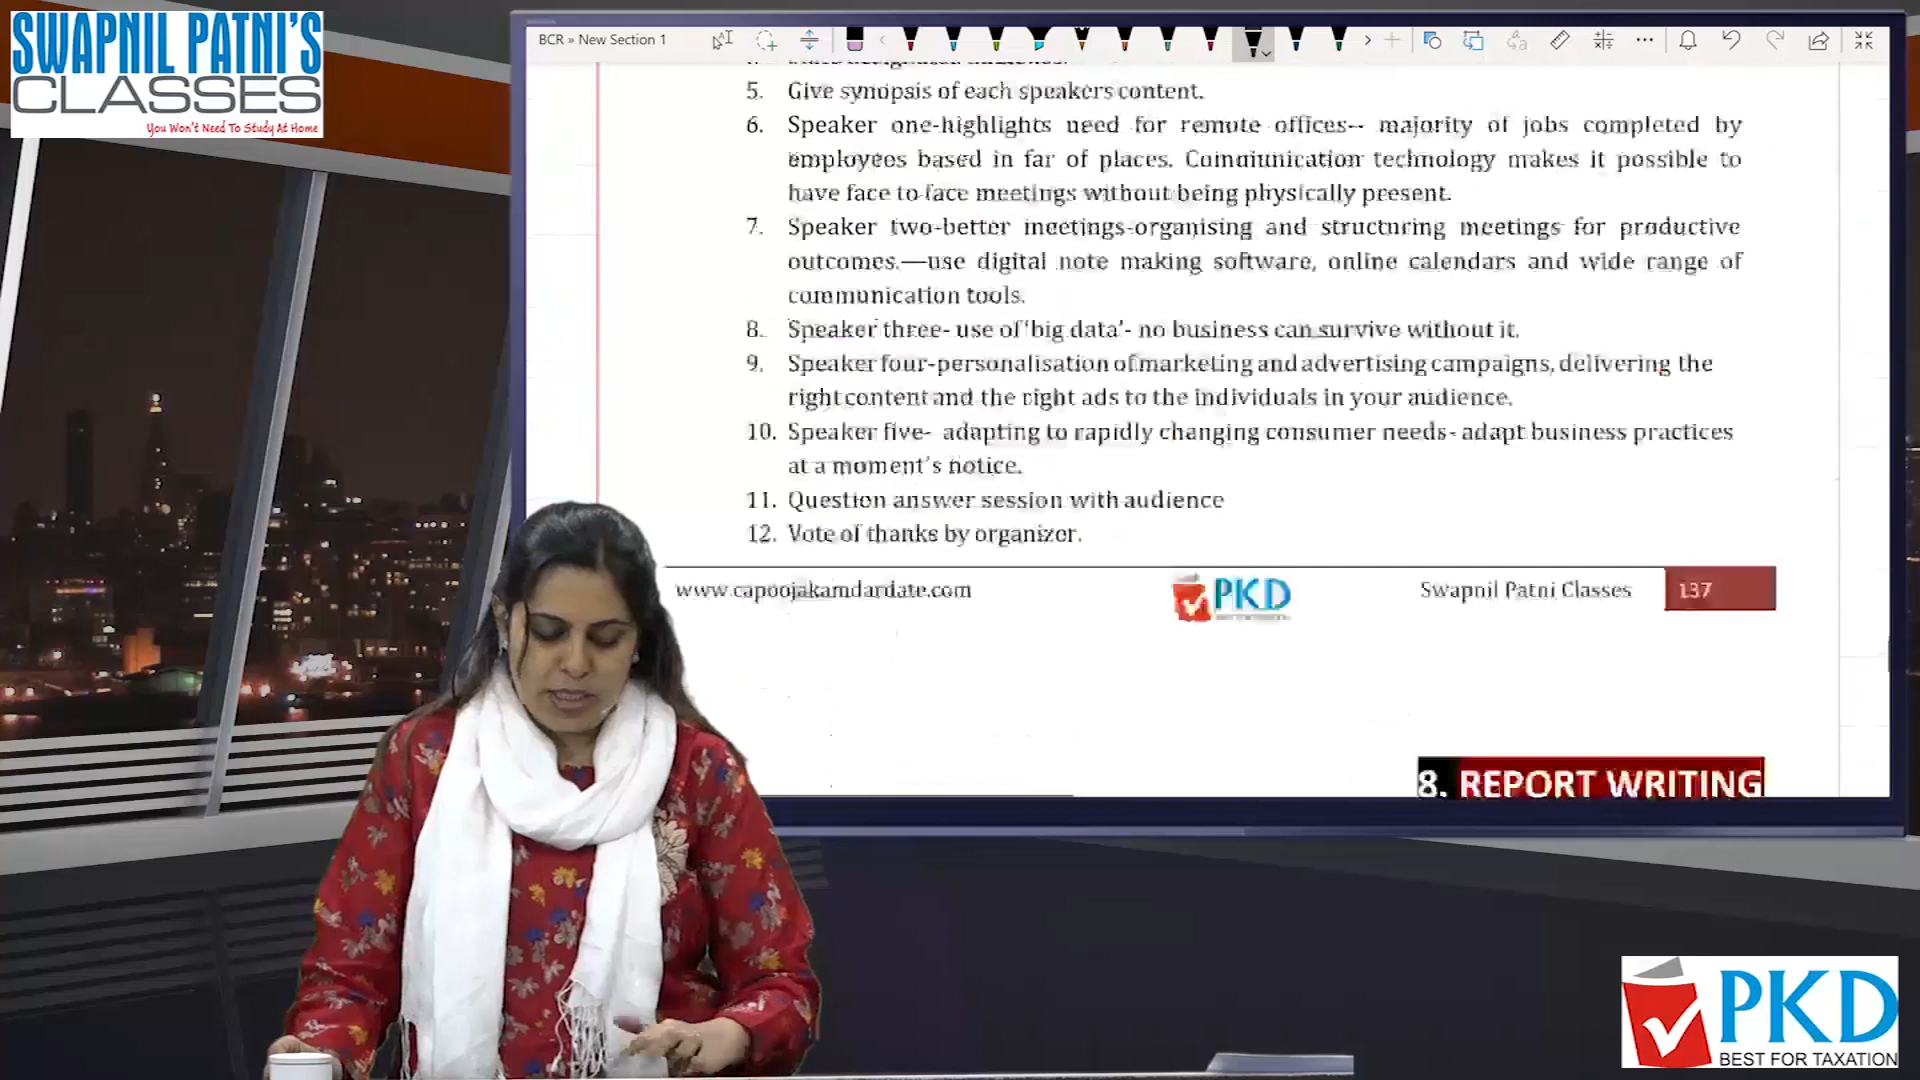 SWAPNIL PATNI'S
CLASSES
You Won't Need To Study At Home
BCR » New Section 1
5. Give synopsis of each speakers content.
6. Speaker one-highlights need for remote offices-- majority of jobs completed by
employees based in far of places. Communication technology makes it possible to
have face to face meetings without being physically present.
7. Speaker two-better meetings-organising and structuring meetings for productive
outcomes.—use digital note making software, online calendars and wide range of
communication tools.
8. Speaker three- use of 'big data'- no business can survive without it.
9. Speaker four-personalisation of marketing and advertising campaigns, delivering the
right content and the right ads to the individuals in your audience.
10. Speaker five- adapting to rapidly changing consumer needs- adapt business practices
at a moment's notice.
11. Question answer session with audience
12. Vote of thanks by organizer.
www.capoojakamdardate.com
PKD
Swapnil Patni Classes
137
8. REPORT WRITING
PKD
BEST FOR TAXATION